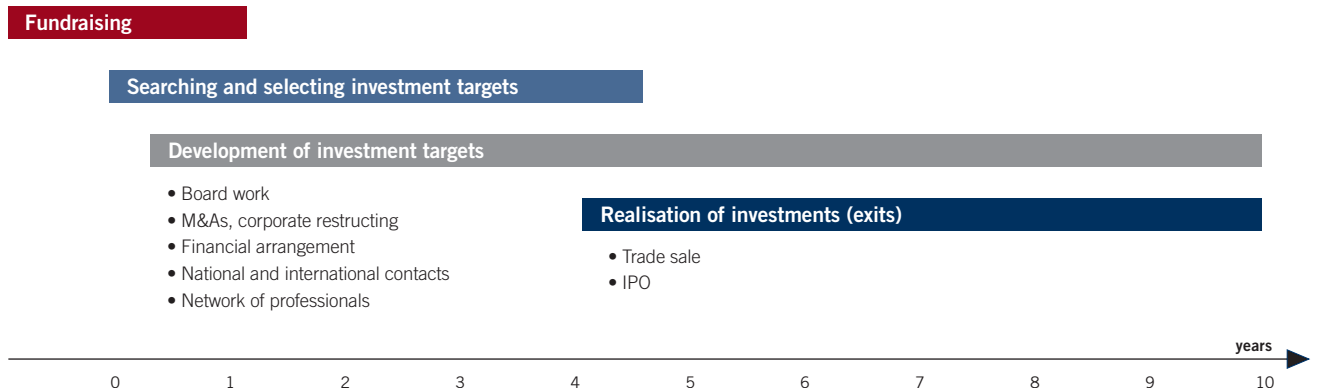 Fundraising
Searching and selecting investment targets
Development of investment targets
• Board work
• M&As, corporate restructing
• Financial arrangement
• National and international contacts
• Network of professionals
Realisation of investments (exits)
• Trade sale
• IPO
years
0 1 2 3 4 5 6 7 8 9 10